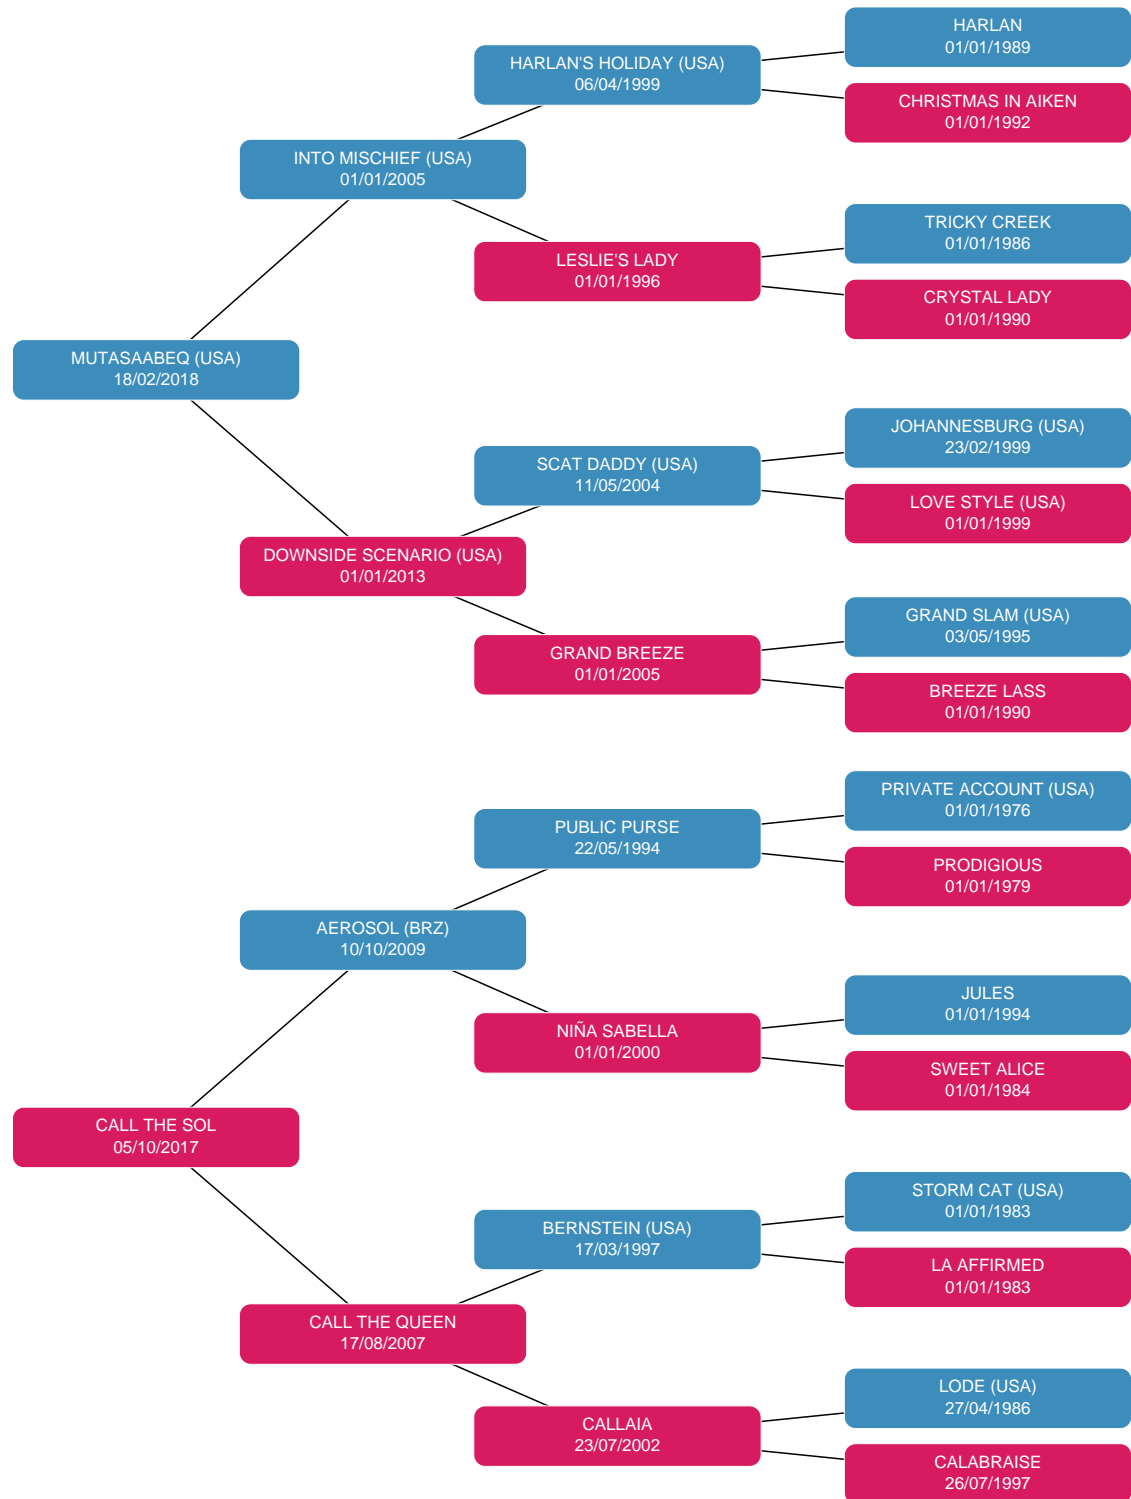 HARLAN
01/01/1989
HARLAN'S HOLIDAY (USA)
06/04/1999
CHRISTMAS IN AIKEN
01/01/1992
INTO MISCHIEF (USA)
01/01/2005
TRICKY CREEK
01/01/1986
LESLIE'S LADY
01/01/1996
CRYSTAL LADY
01/01/1990
MUTASAABEQ (USA)
18/02/2018
JOHANNESBURG (USA)
23/02/1999
SCAT DADDY (USA)
11/05/2004
LOVE STYLE (USA)
01/01/1999
DOWNSIDE SCENARIO (USA)
01/01/2013
GRAND SLAM (USA)
03/05/1995
GRAND BREEZE
01/01/2005
BREEZE LASS
01/01/1990
PRIVATE ACCOUNT (USA)
01/01/1976
PUBLIC PURSE
22/05/1994
PRODIGIOUS
01/01/1979
AEROSOL (BRZ)
10/10/2009
JULES
01/01/1994
NIÑA SABELLA
01/01/2000
SWEET ALICE
01/01/1984
CALL THE SOL
05/10/2017
STORM CAT (USA)
01/01/1983
BERNSTEIN (USA)
17/03/1997
LA AFFIRMED
01/01/1983
CALL THE QUEEN
17/08/2007
LODE (USA)
27/04/1986
CALLAIA
23/07/2002
CALABRAISE
26/07/1997